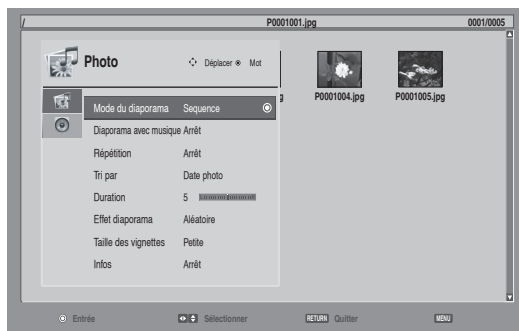 / P0001001.jpg 0001/0005
Photo Déplacer Mot
g P0001004.jpg P0001005.jpg
Mode du diaporama Sequence
Diaporama avec musique Arrêt
Répétition Arrêt
Tri par Date photo
Duration 5
Effet diaporama Aléatoire
Taille des vignettes Petite
Infos Arrêt
Entrée Sélectionner RETURN Quitter MENU